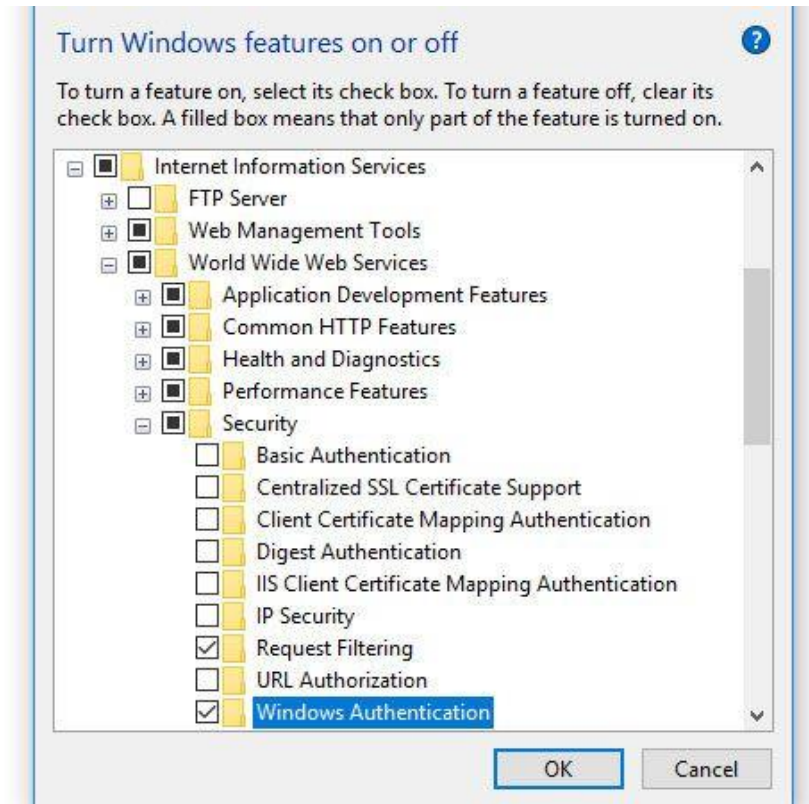 Turn Windows features on or off
?
To turn a feature on, select its check box. To turn a feature off, clear its
check box. A filled box means that only part of the feature is turned on.
Internet Information Services
FTP Server
Web Management Tools
World Wide Web Services
Application Development Features
Common HTTP Features
Health and Diagnostics
Performance Features
Security
Basic Authentication
Centralized SSL Certificate Support
Client Certificate Mapping Authentication
Digest Authentication
IIS Client Certificate Mapping Authentication
IP Security
Request Filtering
URL Authorization
Windows Authentication
OK Cancel